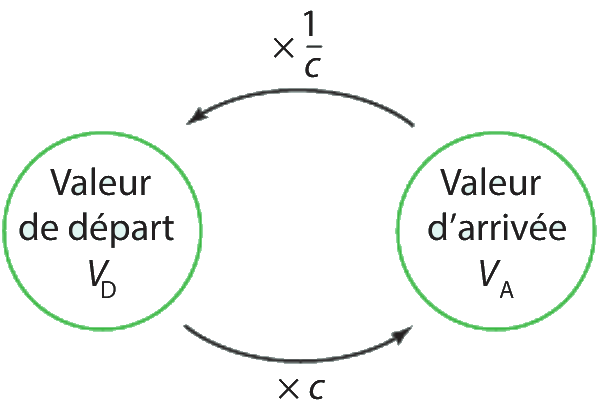 × 1/c
Valeur
de départ
V_D
Valeur
d'arrivée
V_A
× c